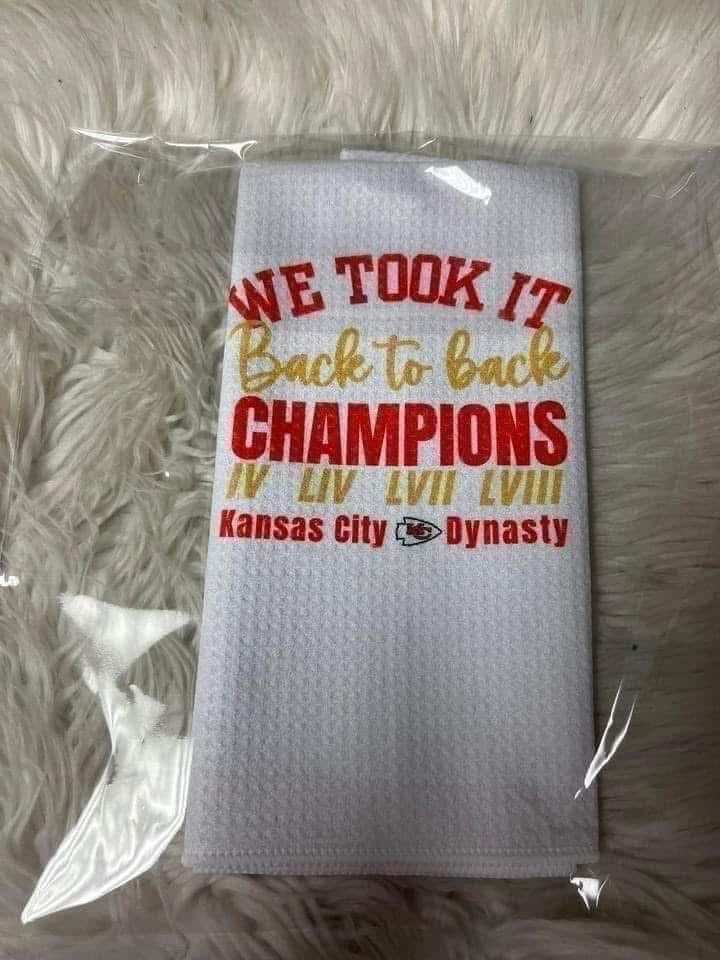 WE TOOK IT
Back to back
CHAMPIONS
IV LIV LVII LVIII
Kansas City KC Dynasty